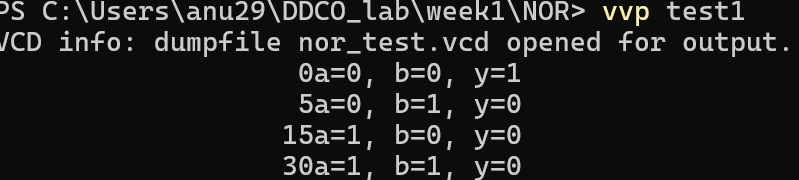 PS C:\Users\anu29\DDCO_lab\week1\NOR> vvp test1
VCD info: dumpfile nor_test.vcd opened for output.
0a=0, b=0, y=1
5a=0, b=1, y=0
15a=1, b=0, y=0
30a=1, b=1, y=0